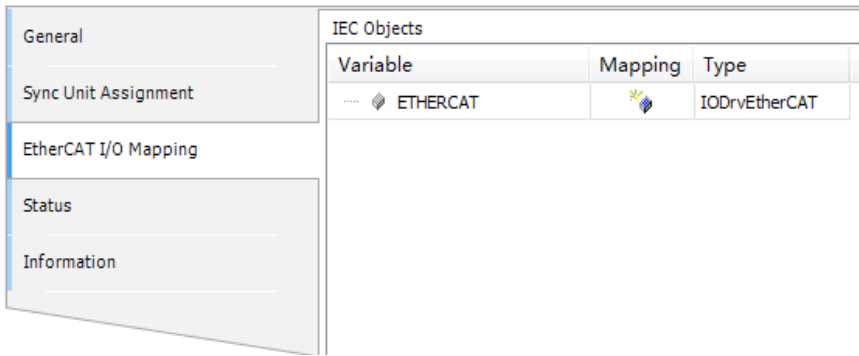 General
Sync Unit Assignment
EtherCAT I/O Mapping
Status
Information
IEC Objects
Variable Mapping Type
ETHERCAT IODrvEtherCAT